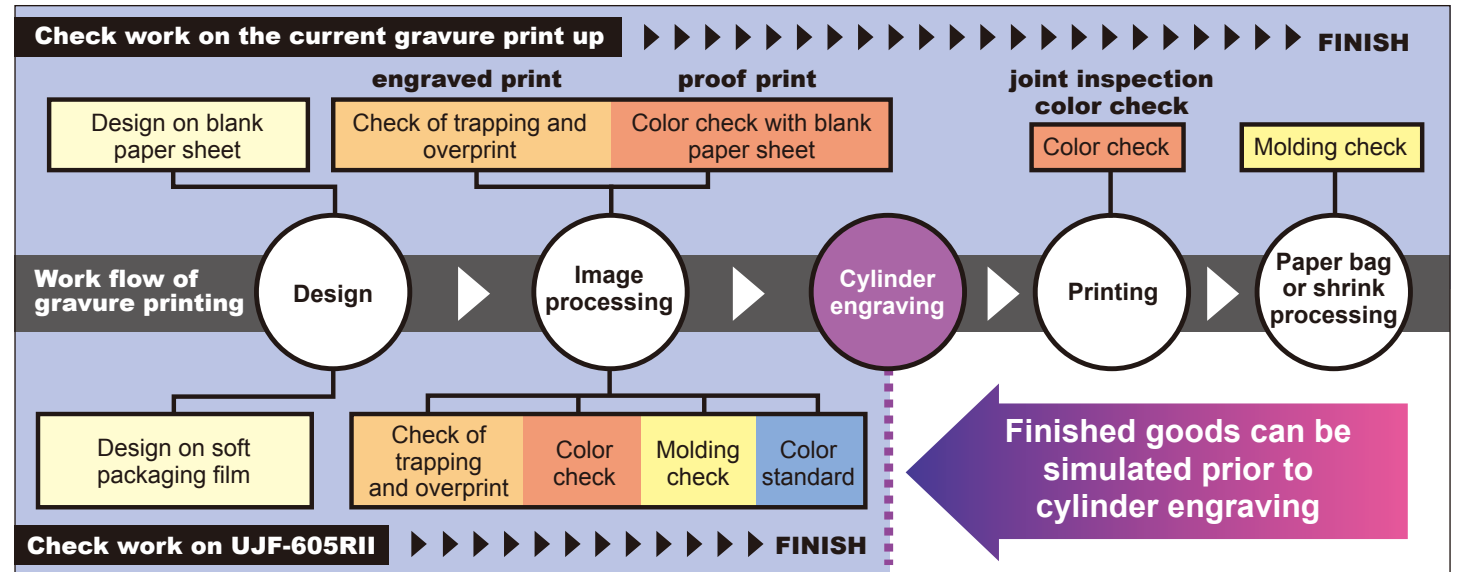 Check work on the current gravure print up
FINISH
engraved print
proof print
joint inspection
color check
Design on blank
paper sheet
Check of trapping and
overprint
Color check with blank
paper sheet
Color check
Molding check
Work flow of
gravure printing
Design
Image
processing
Cylinder
engraving
Printing
Paper bag
or shrink
processing
Design on soft
packaging film
Check of
trapping
and overprint
Color
check
Molding
check
Color
standard
Finished goods can be
simulated prior to
cylinder engraving
Check work on UJF-605RII
FINISH